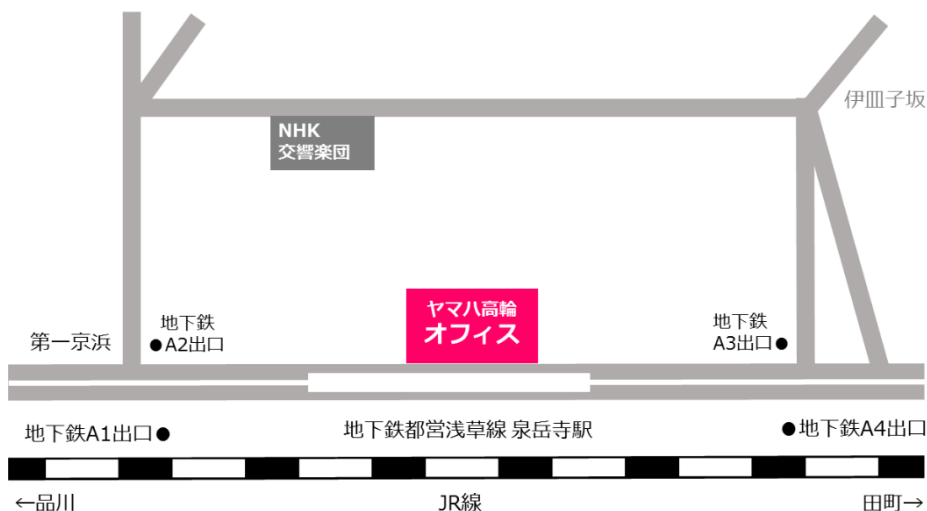 伊皿子坂
NHK
交響楽団
ヤマハ高輪
オフィス
地下鉄
A2出口
地下鉄
A3出口
第一京浜
地下鉄A1出口
地下鉄都営浅草線 泉岳寺駅
地下鉄A4出口
←品川
JR線
田町→